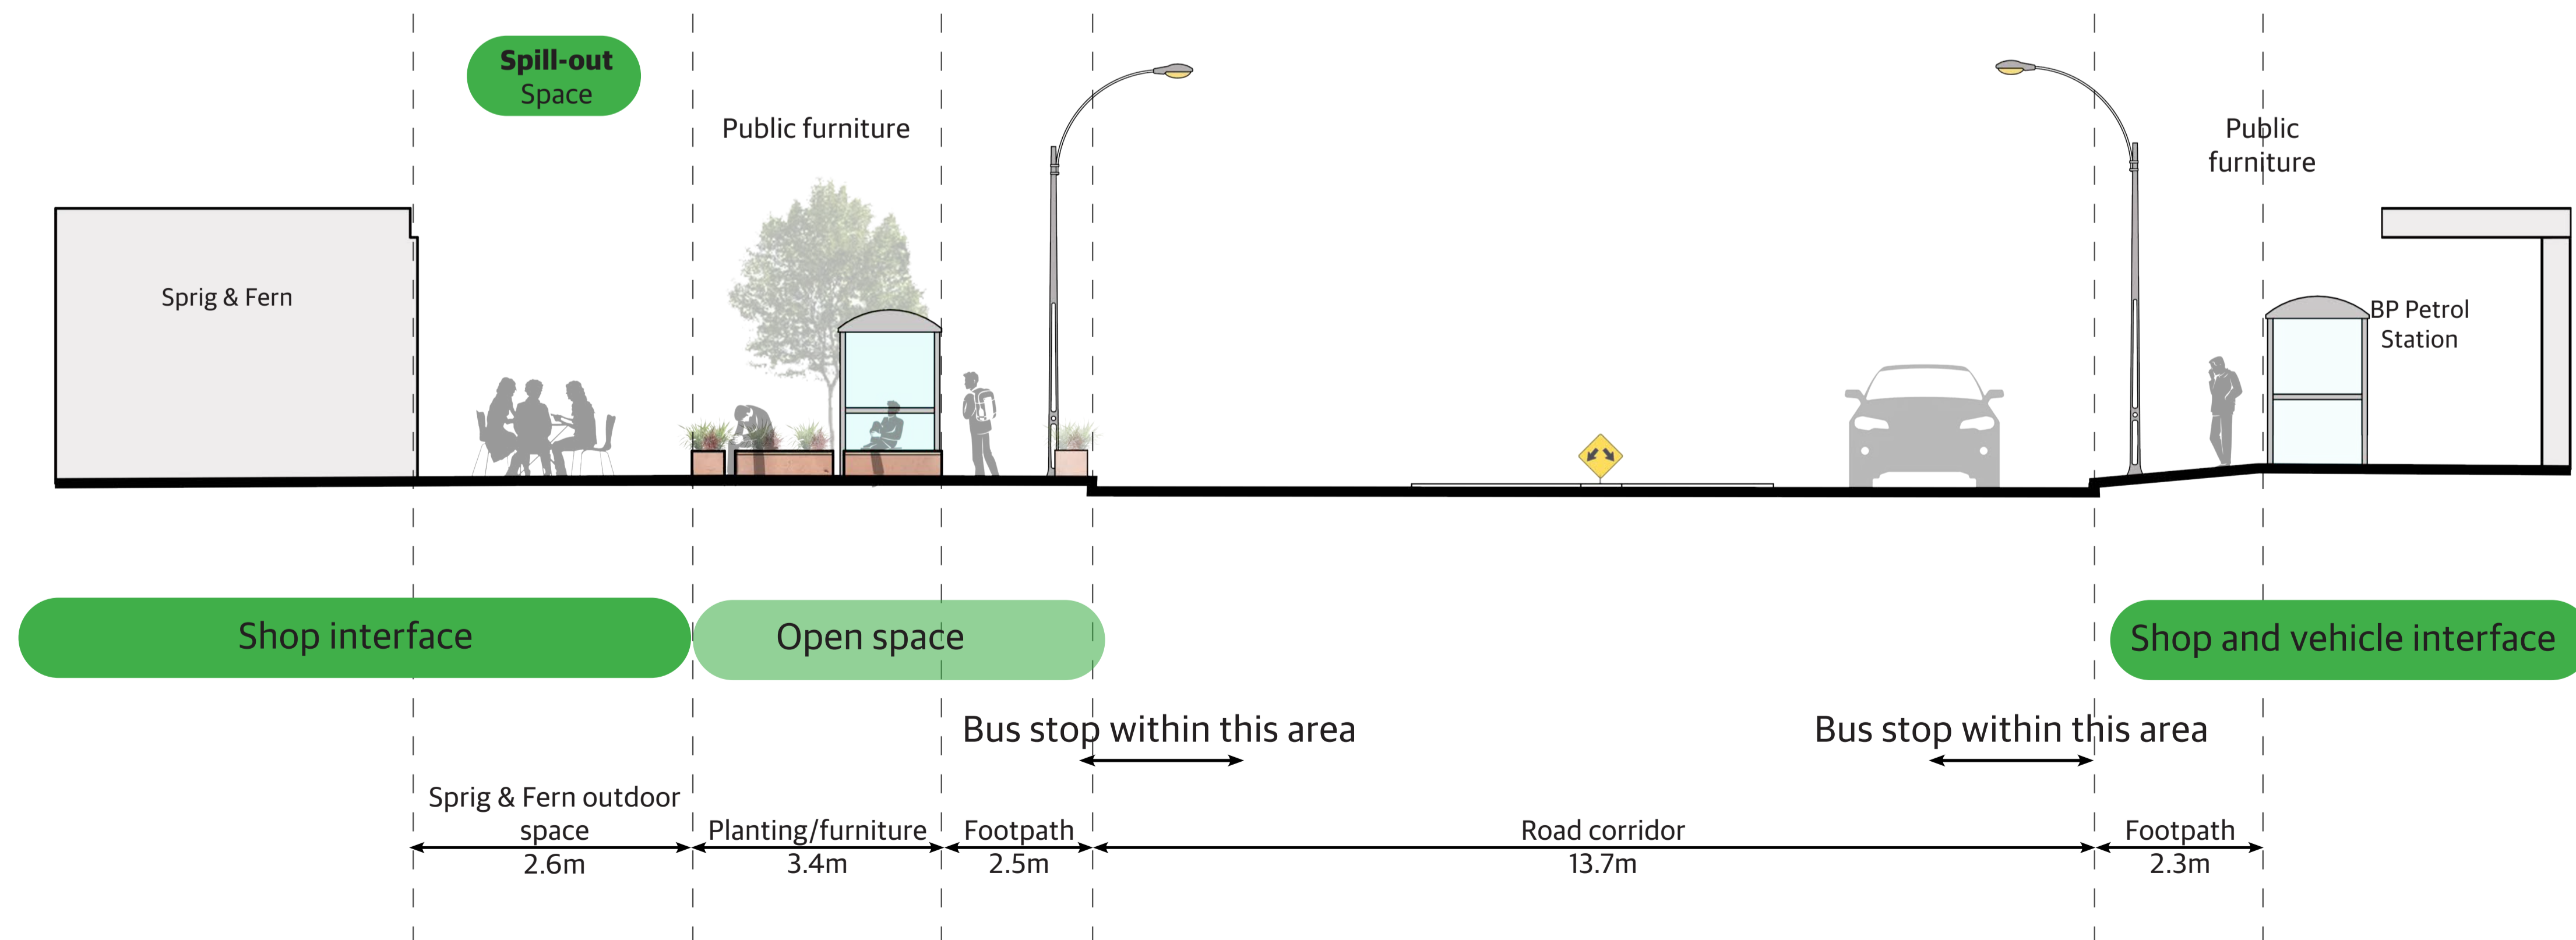 Spill-out
Space
Public furniture
Public
furniture
Sprig & Fern
BP Petrol
Station
Shop interface
Open space
Shop and vehicle interface
Bus stop within this area
Bus stop within this area
Sprig & Fern outdoor
space
2.6m
Planting/furniture
3.4m
Footpath
2.5m
Road corridor
13.7m
Footpath
2.3m